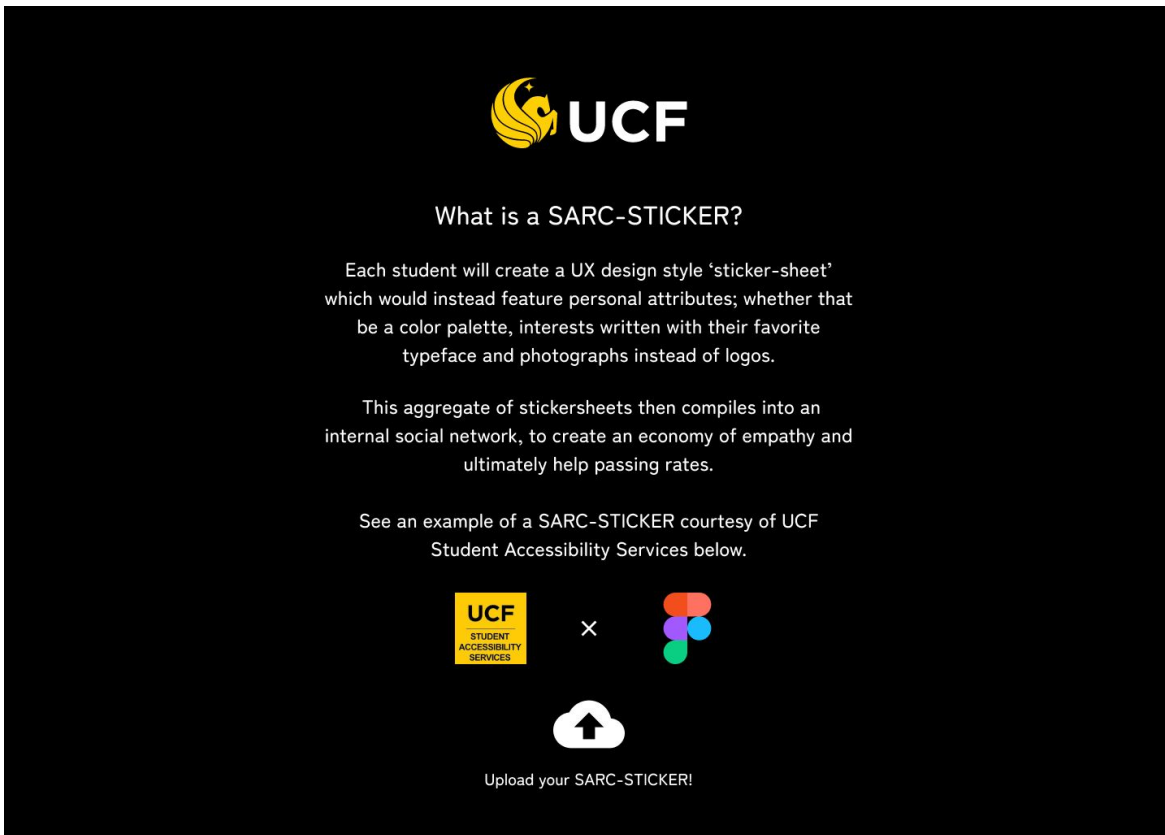 UCF
What is a SARC-STICKER?
Each student will create a UX design style ‘sticker-sheet’
which would instead feature personal attributes; whether that
be a color palette, interests written with their favorite
typeface and photographs instead of logos.
This aggregate of stickersheets then compiles into an
internal social network, to create an economy of empathy and
ultimately help passing rates.
See an example of a SARC-STICKER courtesy of UCF
Student Accessibility Services below.
UCF
STUDENT
ACCESSIBILITY
SERVICES
×
Upload your SARC-STICKER!